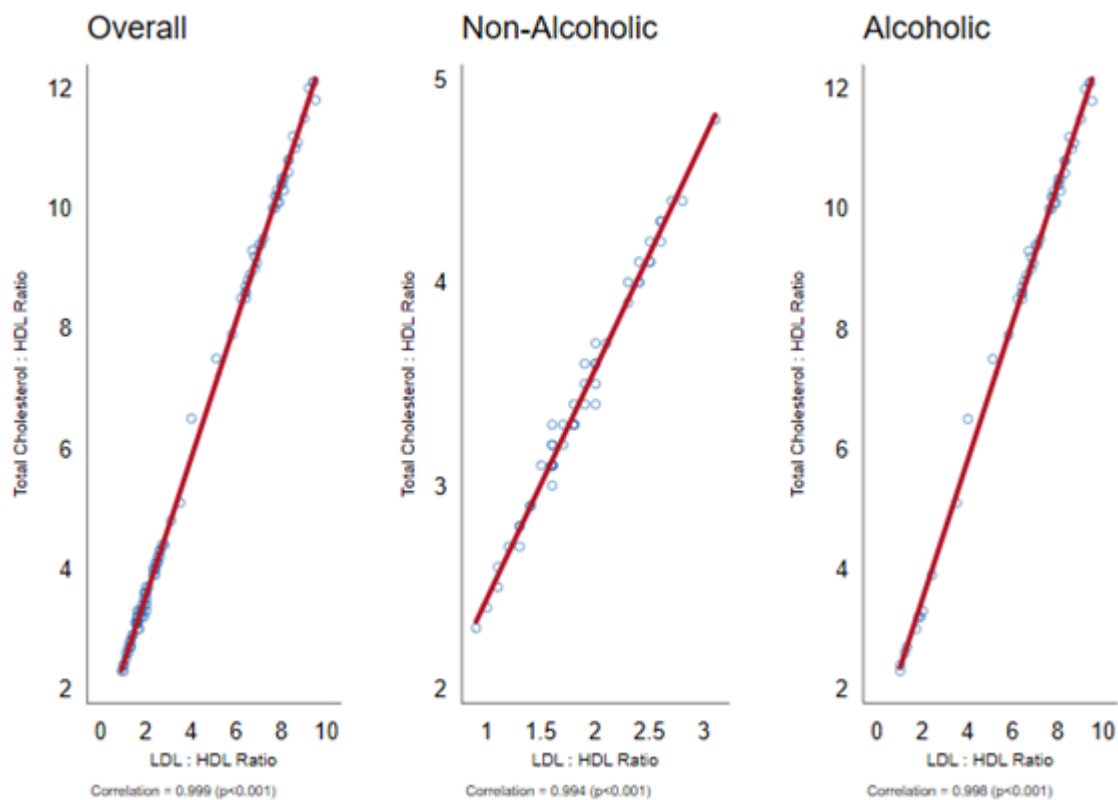 Overall
Total Cholesterol : HDL Ratio
12
10
8
6
4
2
0 2 4 6 8 10
LDL : HDL Ratio
Correlation = 0.999 (p<0.001)
Non-Alcoholic
Total Cholesterol : HDL Ratio
5
4
3
2
1 1.5 2 2.5 3
LDL : HDL Ratio
Correlation = 0.994 (p<0.001)
Alcoholic
Total Cholesterol : HDL Ratio
12
10
8
6
4
2
0 2 4 6 8 10
LDL : HDL Ratio
Correlation = 0.998 (p<0.001)